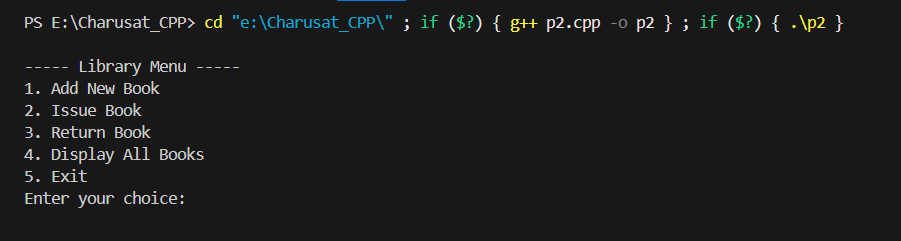 PS E:\Charusat_CPP> cd "e:\Charusat_CPP\" ; if ($?) { g++ p2.cpp -o p2 } ; if ($?) { .\p2 }
----- Library Menu -----
1. Add New Book
2. Issue Book
3. Return Book
4. Display All Books
5. Exit
Enter your choice: